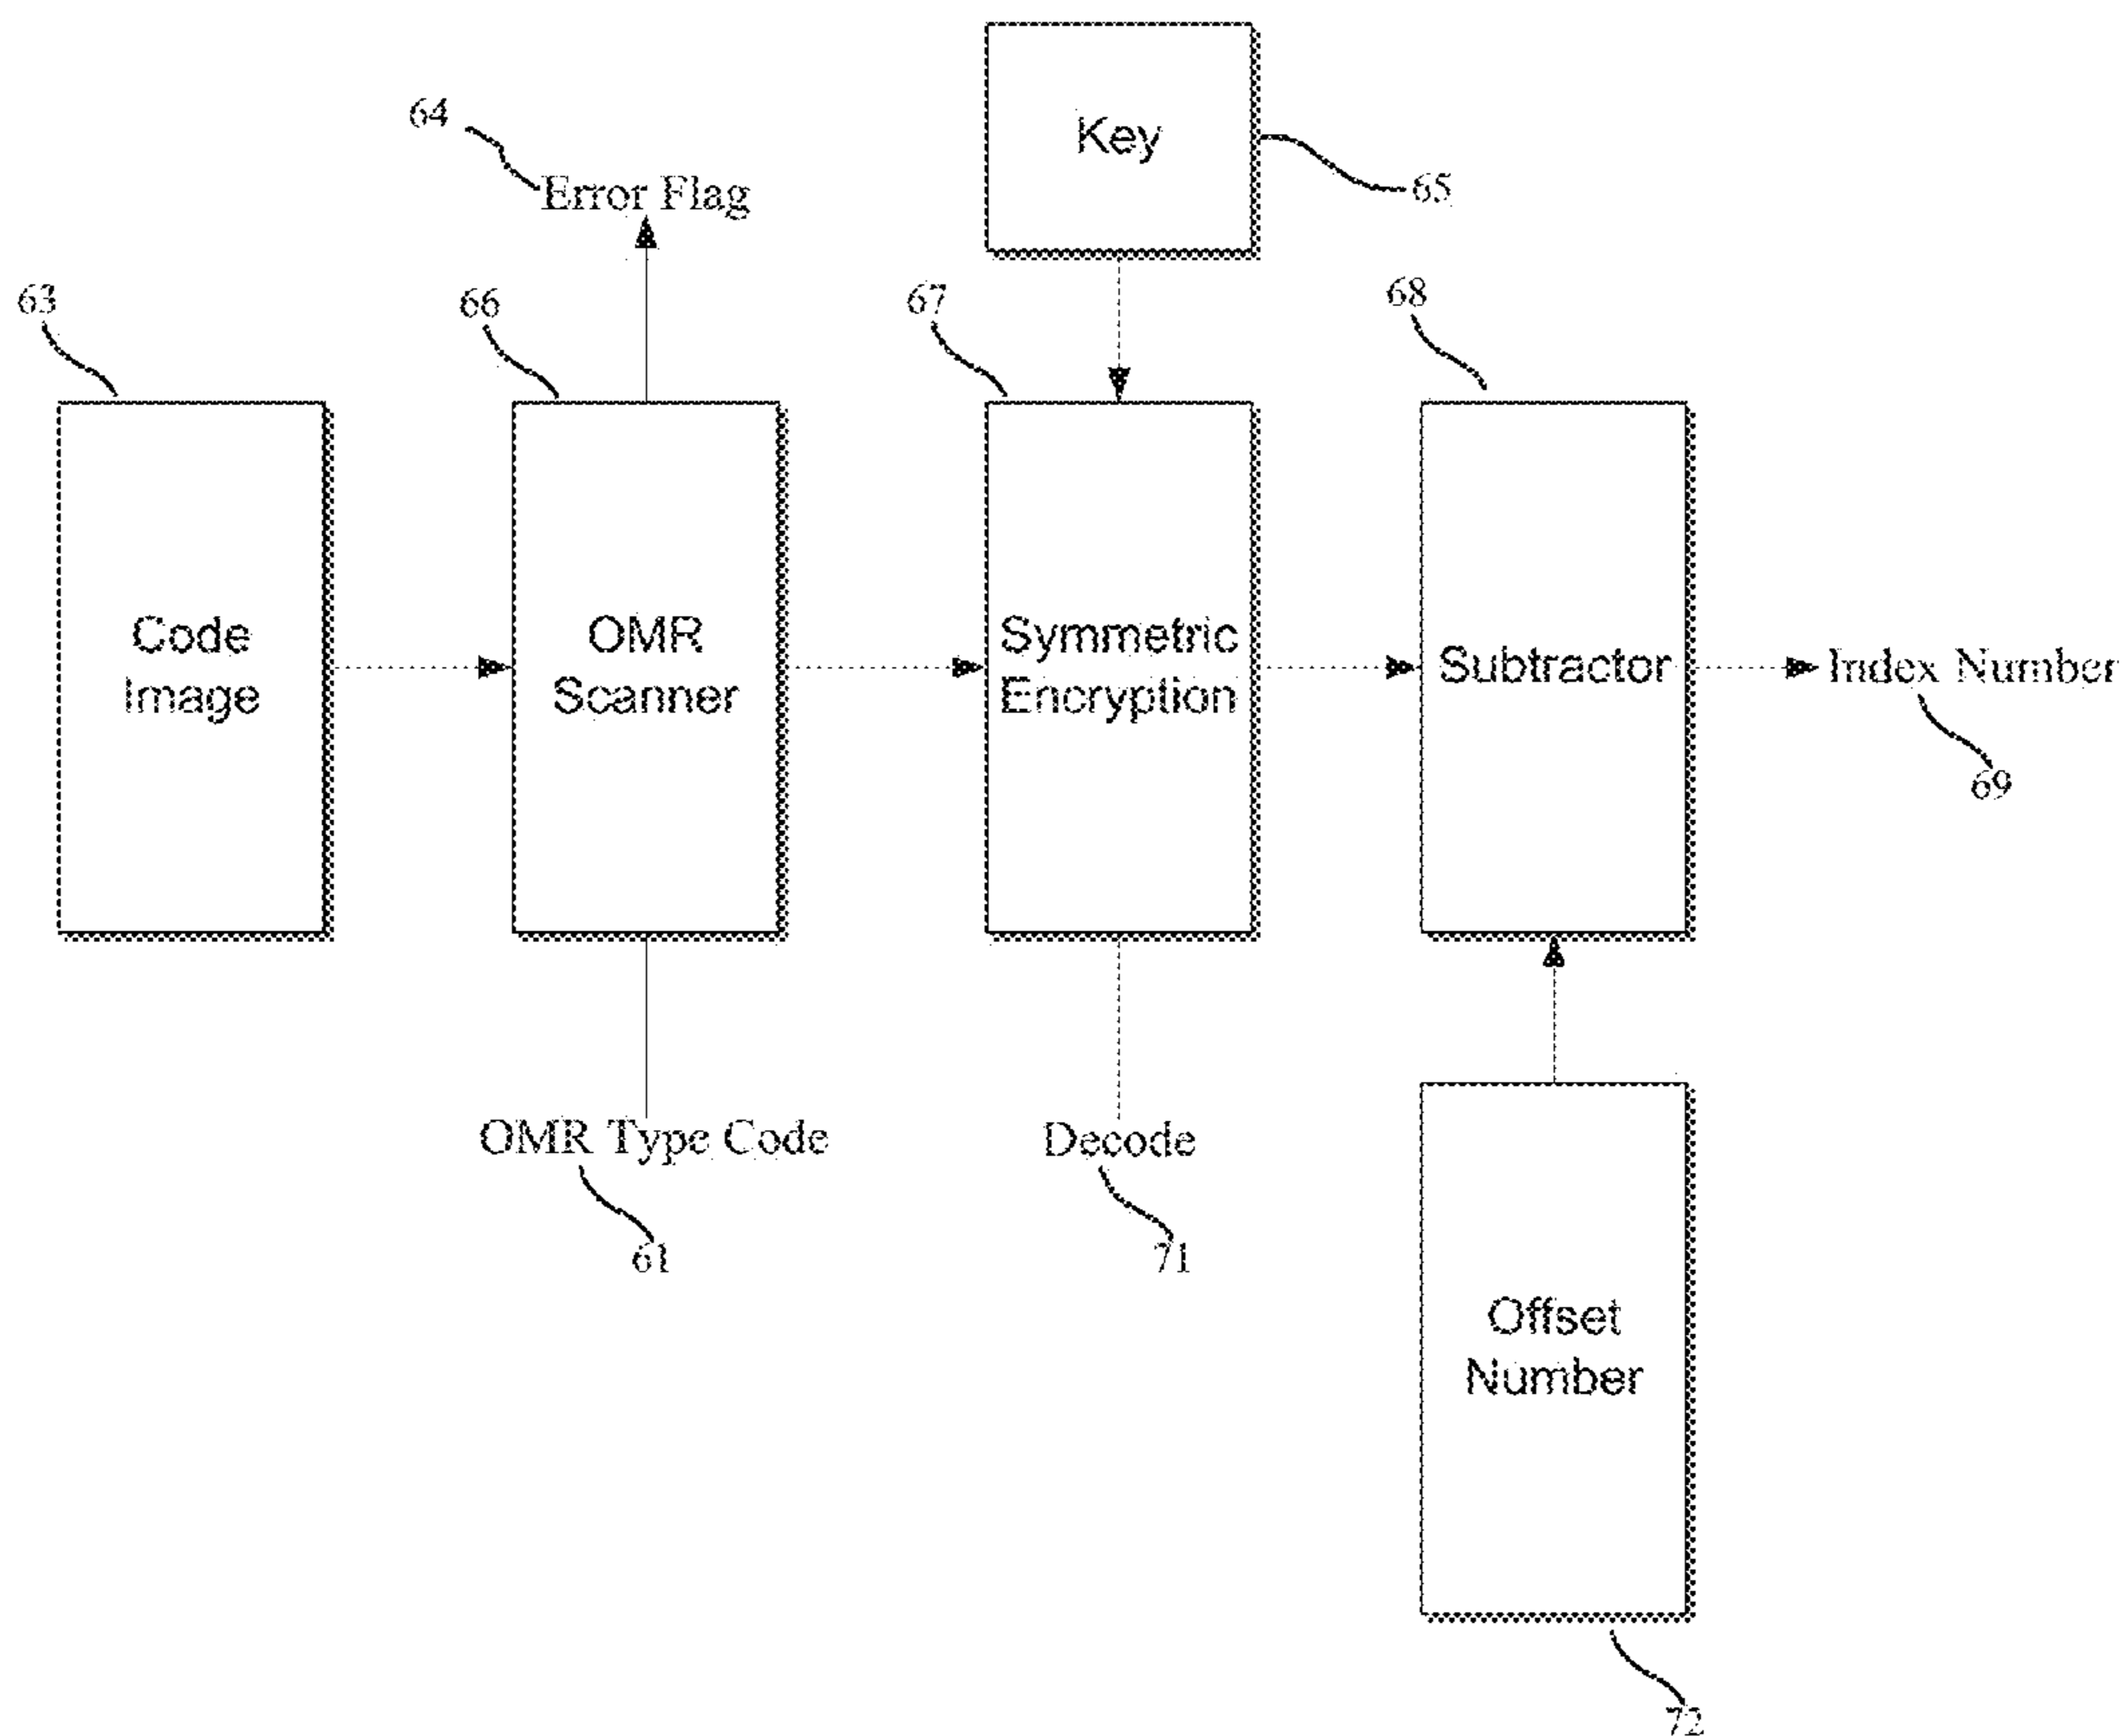 Key
64
Error Flag
65
63
66
67
68
Code
Image
OMR
Scanner
Symmetric
Encryption
Subtractor
Index Number
69
OMR Type Code
Decode
61
71
Offset
Number
72